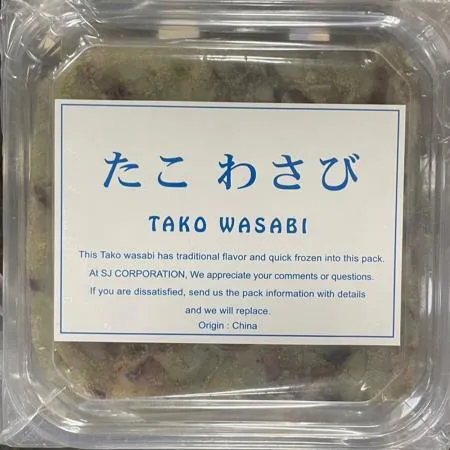 たこ わさび
TAKO WASABI
This Tako wasabi has traditional flavor and quick frozen into this pack.
At SJ CORPORATION, We appreciate your comments or questions.
If you are dissatisfied, send us the pack information with details
and we will replace.
Origin : China